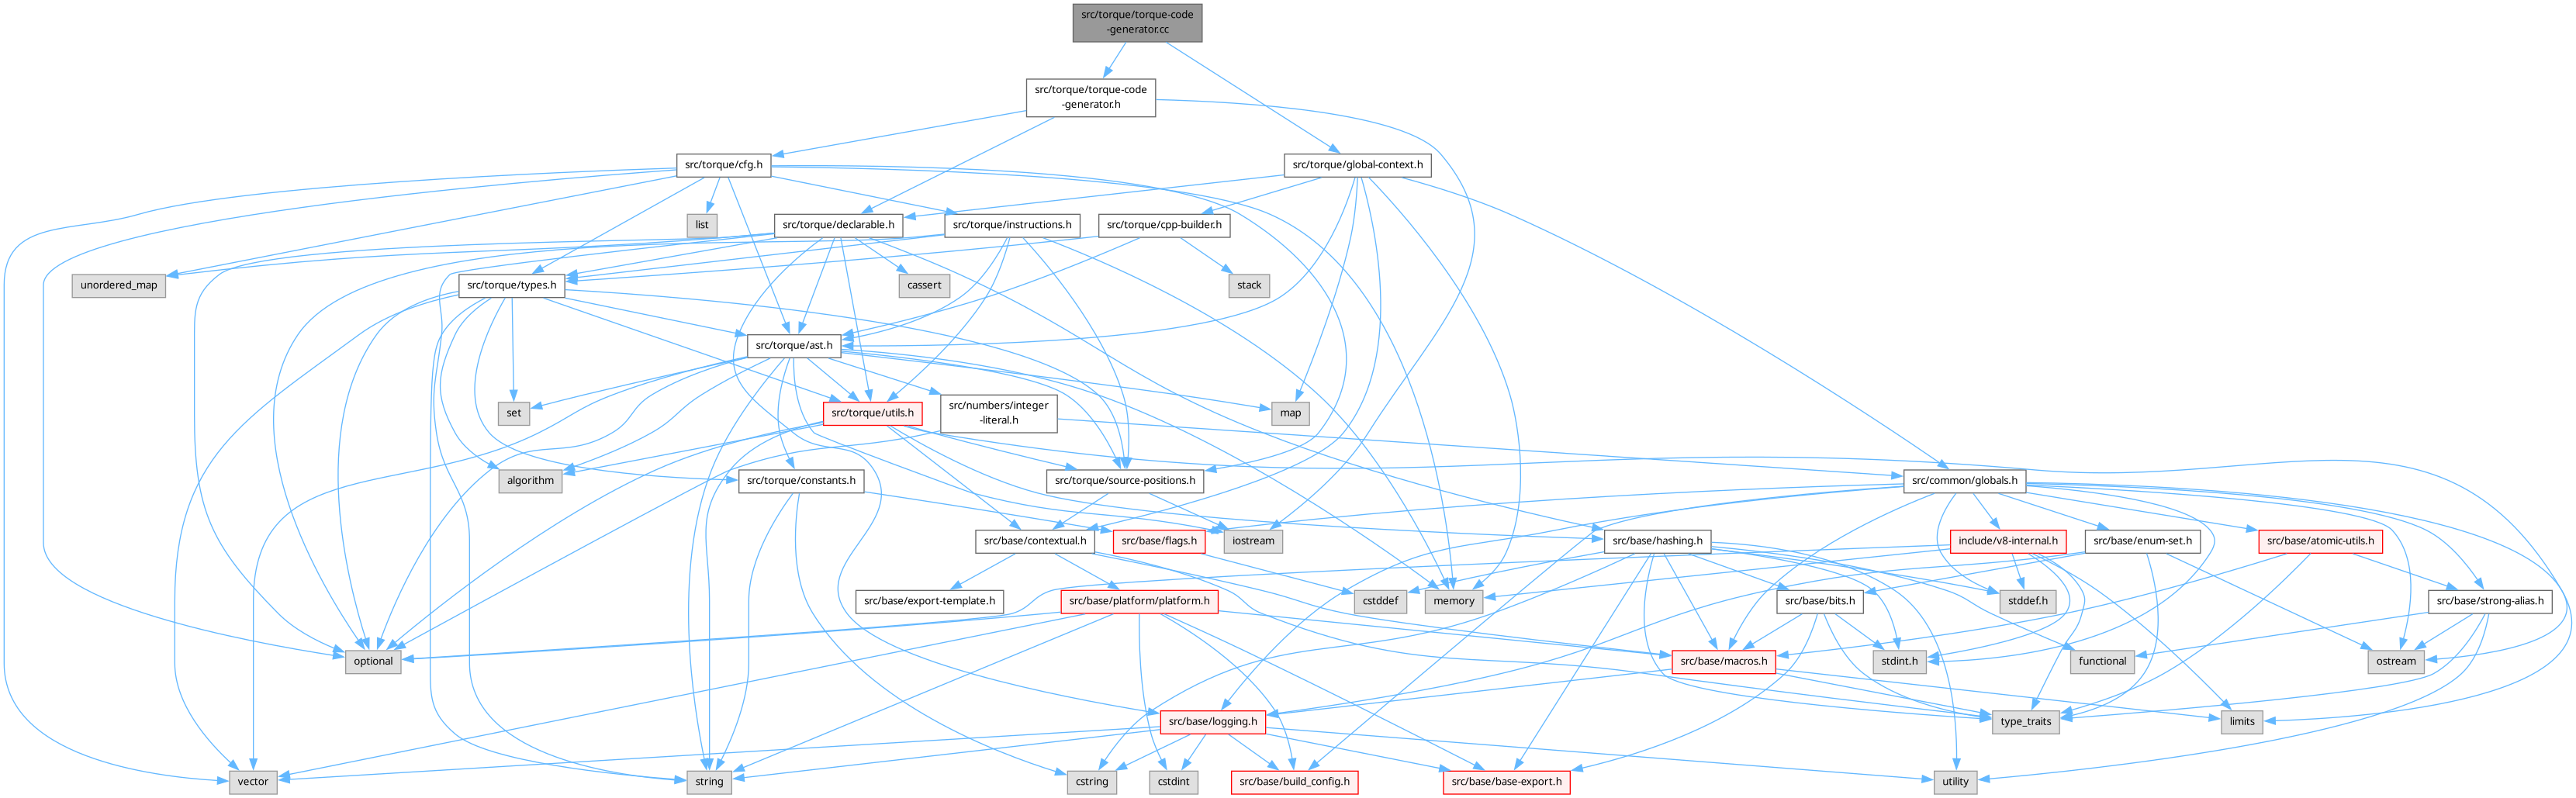 src/torque/torque-code
-generator.cc
src/torque/torque-code
-generator.h
src/torque/cfg.h
src/torque/global-context.h
list
src/torque/declarable.h
src/torque/instructions.h
src/torque/cpp-builder.h
unordered_map
src/torque/types.h
cassert
stack
src/torque/ast.h
set
src/torque/utils.h
src/numbers/integer
-literal.h
map
algorithm
src/torque/constants.h
src/torque/source-positions.h
src/common/globals.h
src/base/contextual.h
src/base/flags.h
iostream
src/base/hashing.h
include/v8-internal.h
src/base/enum-set.h
src/base/atomic-utils.h
src/base/export-template.h
src/base/platform/platform.h
cstddef
memory
src/base/bits.h
stddef.h
src/base/strong-alias.h
optional
src/base/macros.h
stdint.h
functional
ostream
src/base/logging.h
type_traits
limits
vector
string
cstring
cstdint
src/base/build_config.h
src/base/base-export.h
utility